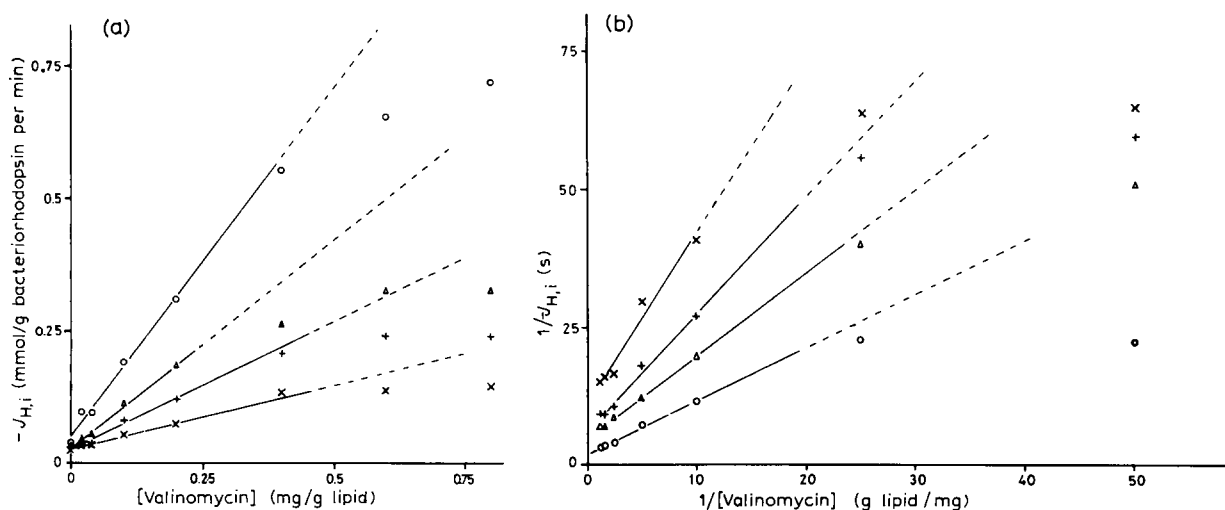 (a)
- J_H,i (mmol/g bacteriorhodopsin per min)
0.75
0.5
0.25
0
0 0.25 0.5 0.75
[Valinomycin] (mg/g lipid)
(b)
1/-J_H,i (s)
75
50
25
0
0 10 20 30 40 50
1/[Valinomycin] (g lipid/mg)